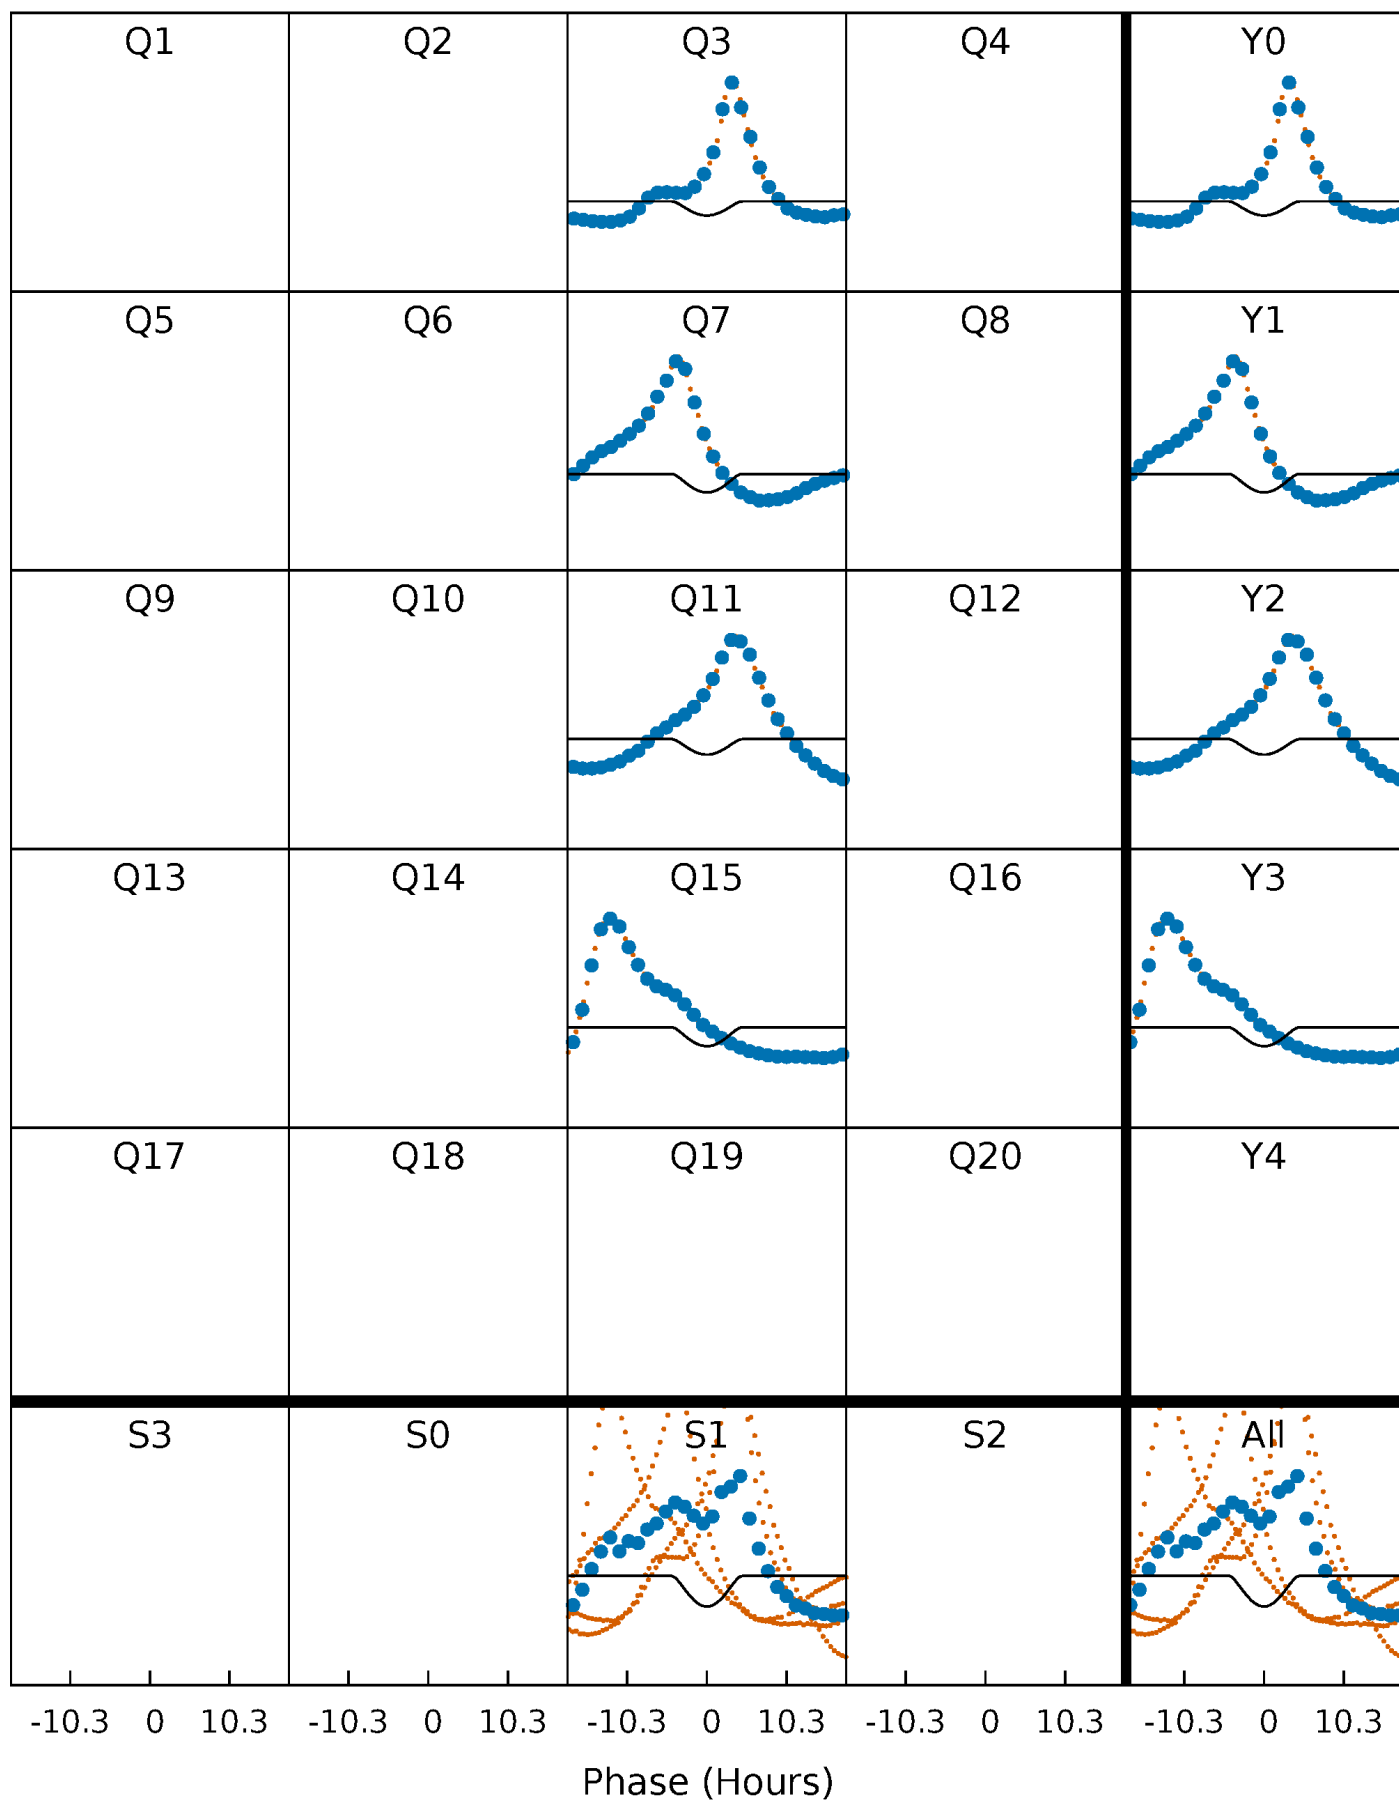 Q1 Q2 Q3 Q4 Y0
Q5 Q6 Q7 Q8 Y1
Q9 Q10 Q11 Q12 Y2
Q13 Q14 Q15 Q16 Y3
Q17 Q18 Q19 Q20 Y4
S3 S0 S1 S2 All
-10.3 0 10.3 -10.3 0 10.3 -10.3 0 10.3 -10.3 0 10.3 -10.3 0 10.3
Phase (Hours)